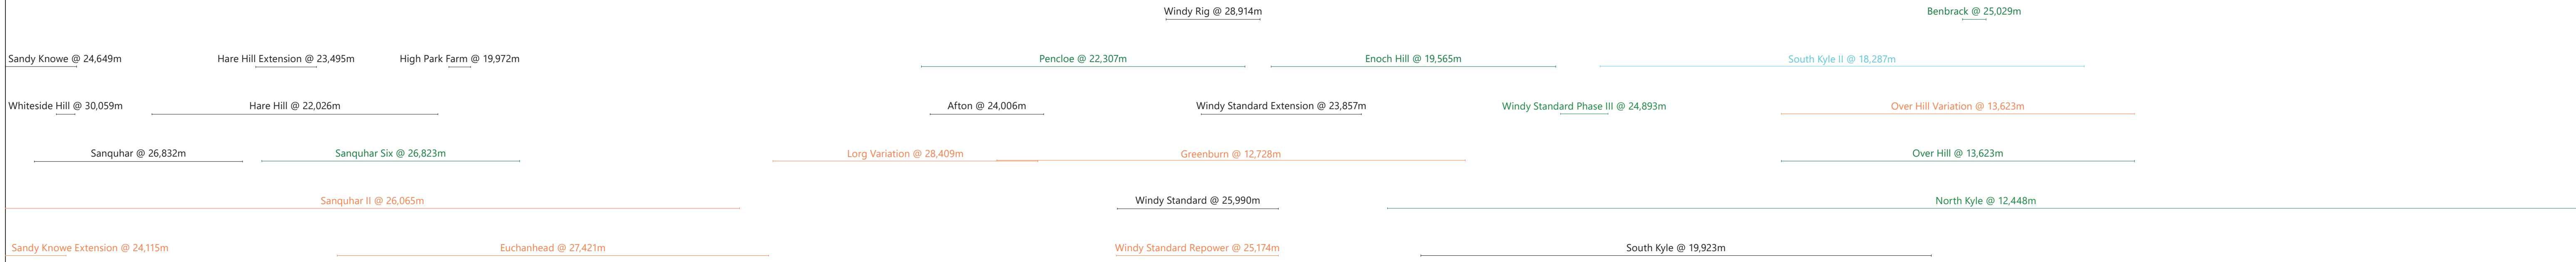 Windy Rig @ 28,914m
Benbrack @ 25,029m
Sandy Knowe @ 24,649m
Hare Hill Extension @ 23,495m
High Park Farm @ 19,972m
Pencloe @ 22,307m
Enoch Hill @ 19,565m
South Kyle II @ 18,287m
Whiteside Hill @ 30,059m
Hare Hill @ 22,026m
Afton @ 24,006m
Windy Standard Extension @ 23,857m
Windy Standard Phase III @ 24,893m
Over Hill Variation @ 13,623m
Sanquhar @ 26,832m
Sanquhar Six @ 26,823m
Lorg Variation @ 28,409m
Greenburn @ 12,728m
Over Hill @ 13,623m
Sanquhar II @ 26,065m
Windy Standard @ 25,990m
North Kyle @ 12,448m
Sandy Knowe Extension @ 24,115m
Euchanhead @ 27,421m
Windy Standard Repower @ 25,174m
South Kyle @ 19,923m